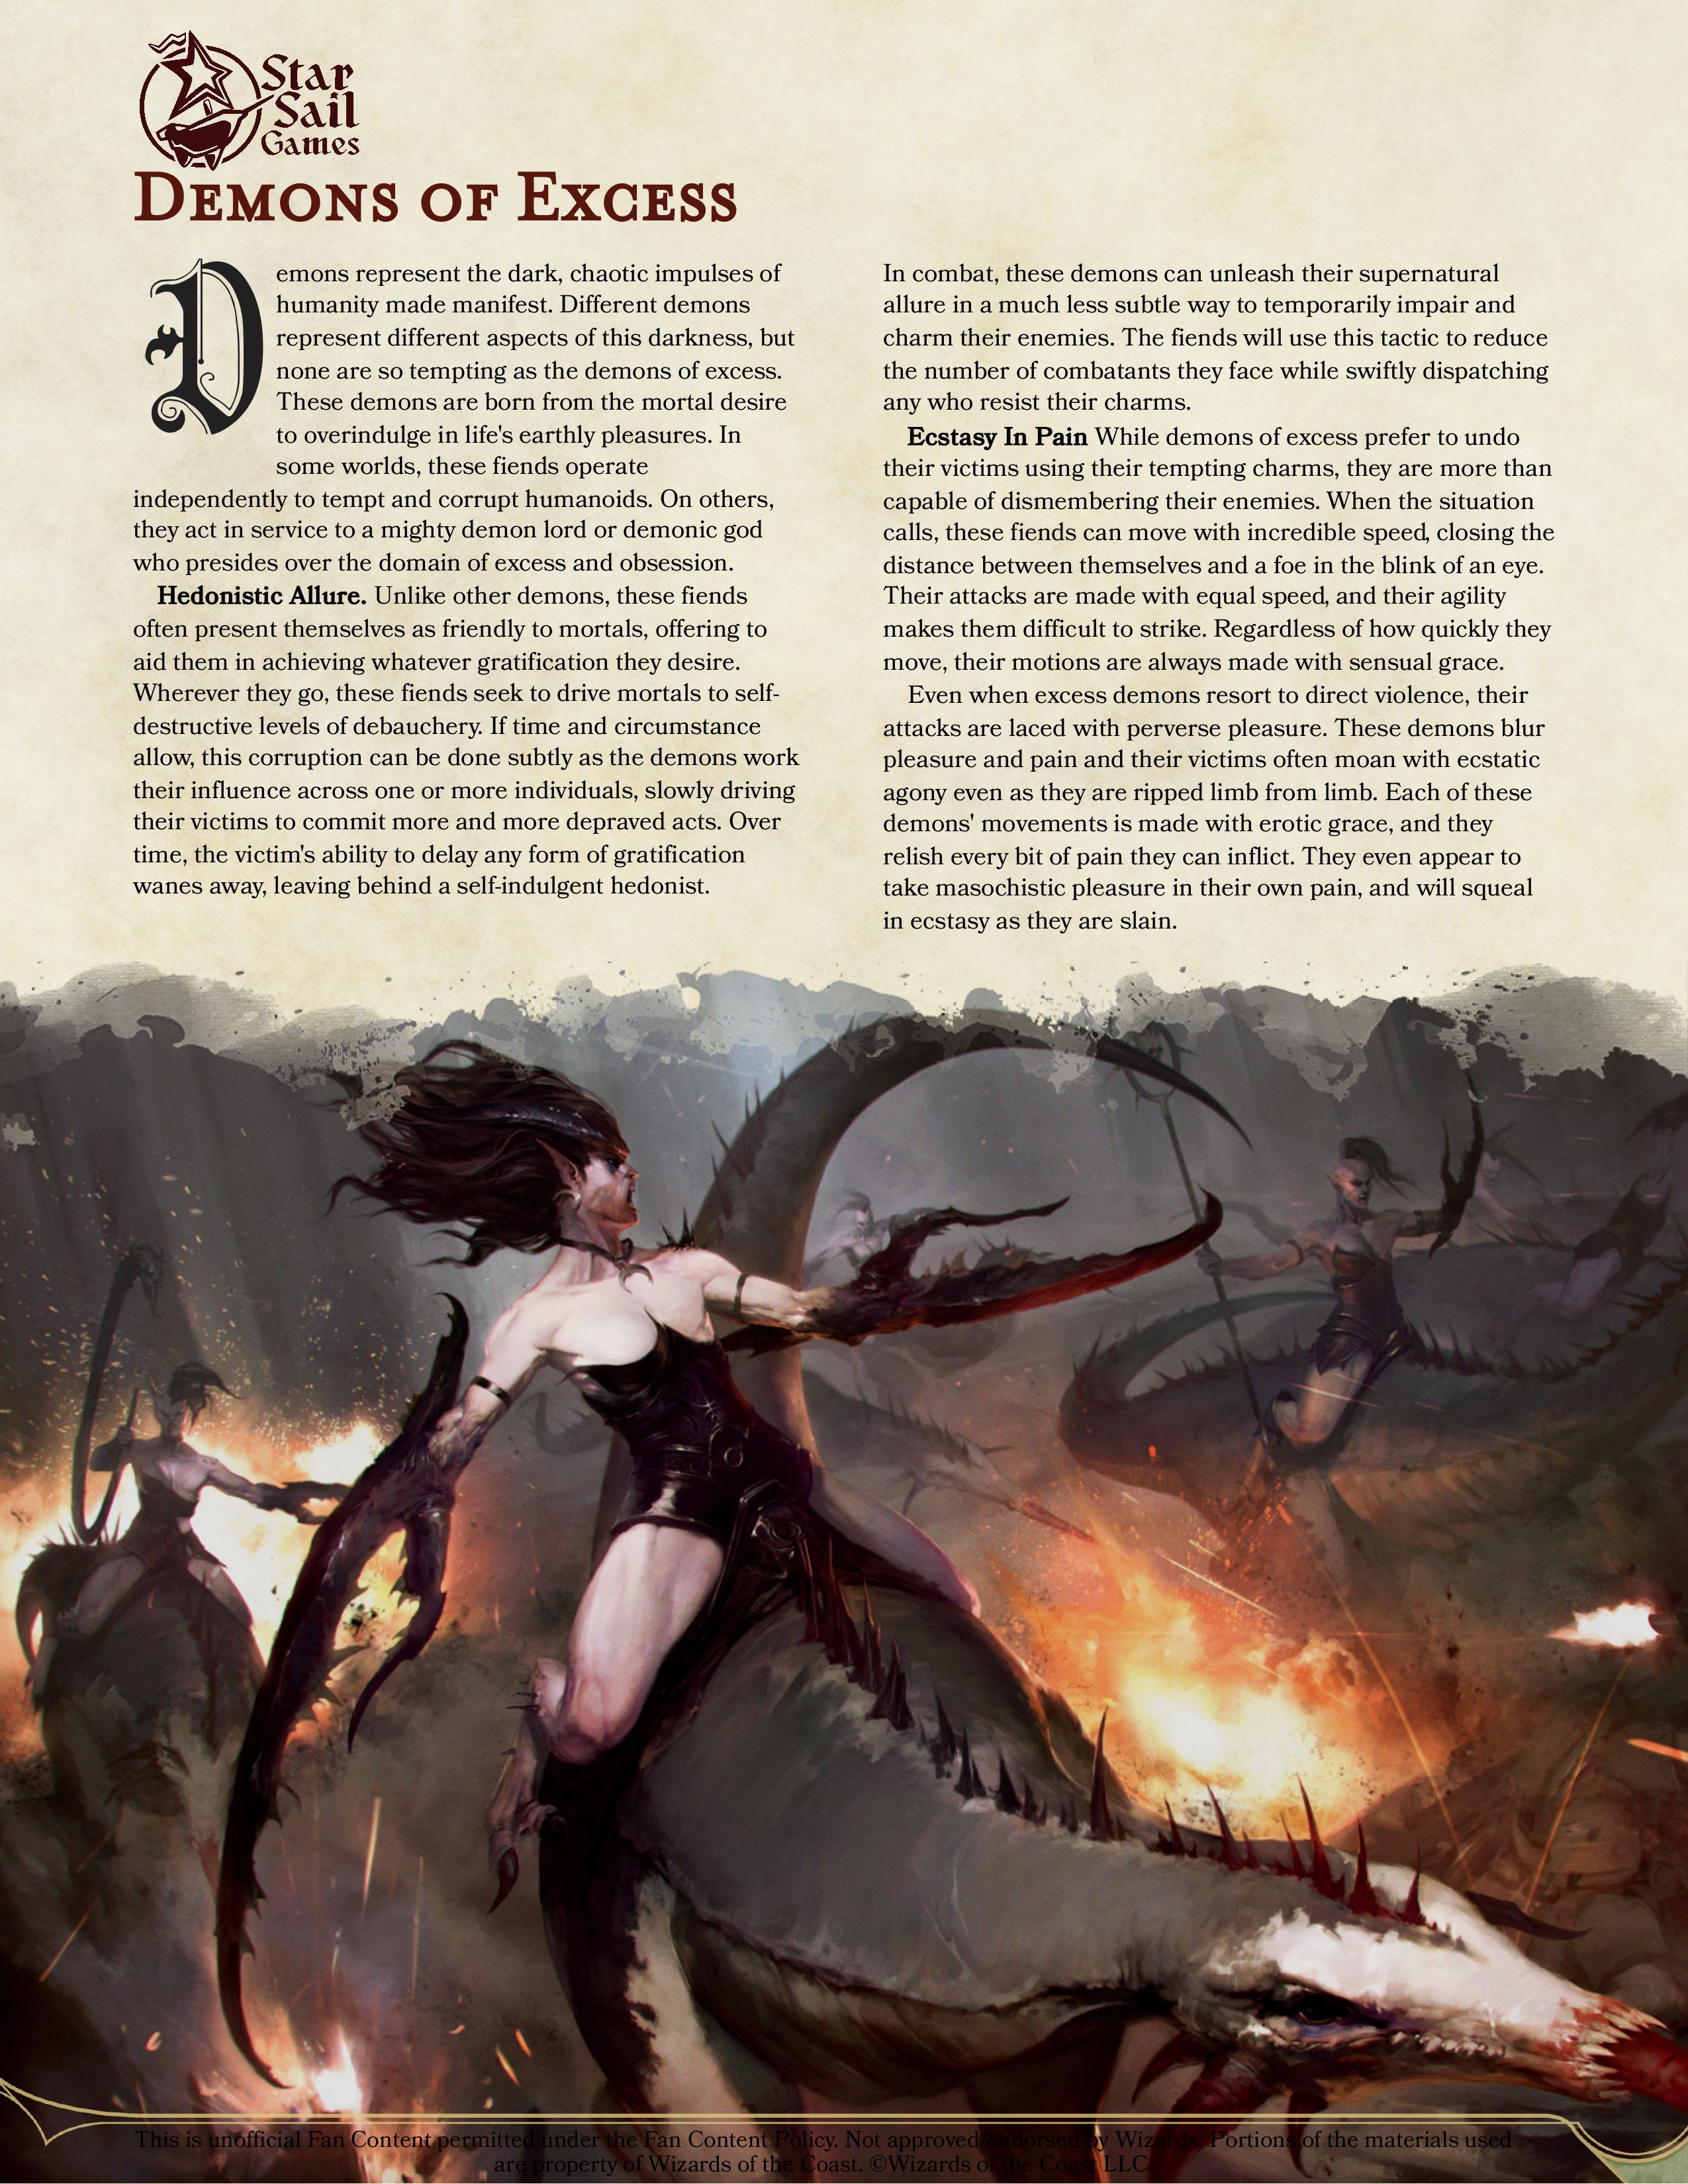 Star
Sail
Games
Demons of Excess
Demons represent the dark, chaotic impulses of
humanity made manifest. Different demons
represent different aspects of this darkness, but
none are so tempting as the demons of excess.
These demons are born from the mortal desire
to overindulge in life's earthly pleasures. In
some worlds, these fiends operate
independently to tempt and corrupt humanoids. On others,
they act in service to a mighty demon lord or demonic god
who presides over the domain of excess and obsession.
Hedonistic Allure. Unlike other demons, these fiends
often present themselves as friendly to mortals, offering to
aid them in achieving whatever gratification they desire.
Wherever they go, these fiends seek to drive mortals to self-
destructive levels of debauchery. If time and circumstance
allow, this corruption can be done subtly as the demons work
their influence across one or more individuals, slowly driving
their victims to commit more and more depraved acts. Over
time, the victim's ability to delay any form of gratification
wanes away, leaving behind a self-indulgent hedonist.
In combat, these demons can unleash their supernatural
allure in a much less subtle way to temporarily impair and
charm their enemies. The fiends will use this tactic to reduce
the number of combatants they face while swiftly dispatching
any who resist their charms.
Ecstasy In Pain While demons of excess prefer to undo
their victims using their tempting charms, they are more than
capable of dismembering their enemies. When the situation
calls, these fiends can move with incredible speed, closing the
distance between themselves and a foe in the blink of an eye.
Their attacks are made with equal speed, and their agility
makes them difficult to strike. Regardless of how quickly they
move, their motions are always made with sensual grace.
Even when excess demons resort to direct violence, their
attacks are laced with perverse pleasure. These demons blur
pleasure and pain and their victims often moan with ecstatic
agony even as they are ripped limb from limb. Each of these
demons' movements is made with erotic grace, and they
relish every bit of pain they can inflict. They even appear to
take masochistic pleasure in their own pain, and will squeal
in ecstasy as they are slain.
This is unofficial Fan Content permitted under the Fan Content Policy. Not approved/endorsed by Wizards. Portions of the materials used
are property of Wizards of the Coast. ©Wizards of the Coast LLC.